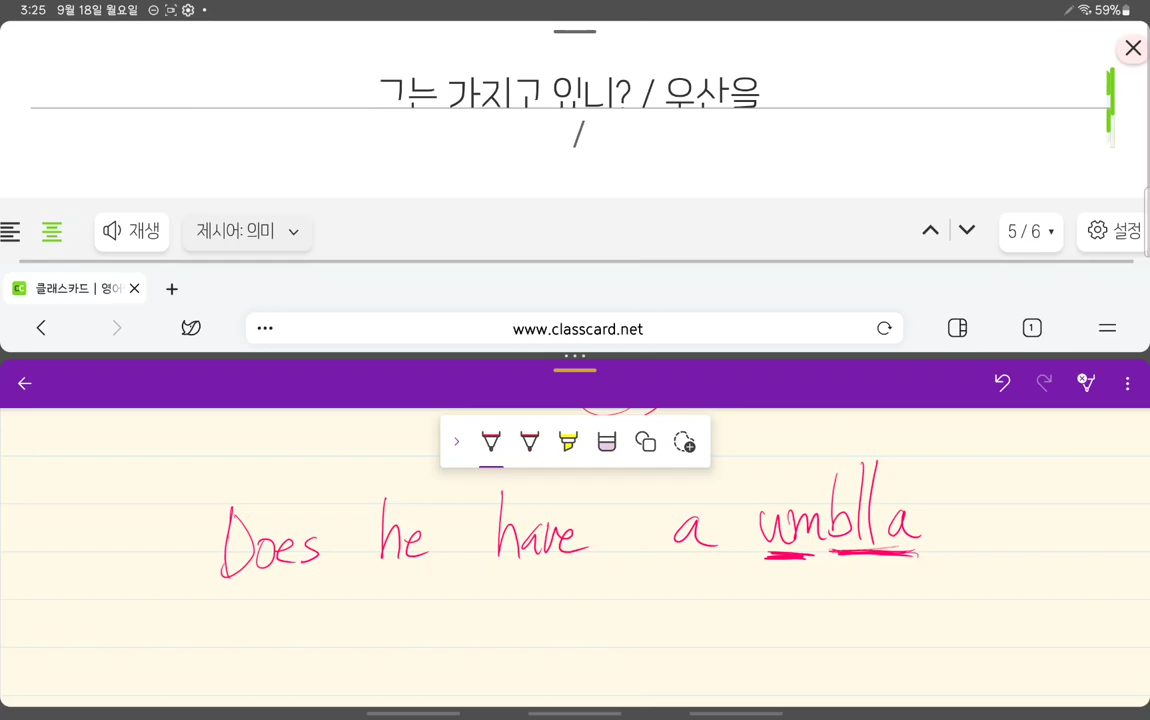 3:25 9월 18일 월요일
59%
그는 가지고 있니? / 우산을
/
재생
제시어: 의미
5 / 6
설정
클래스카드 | 영어
www.classcard.net
1
Does he have a umblla